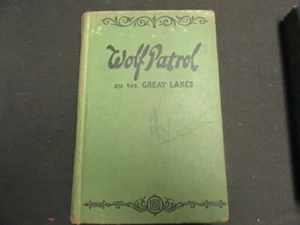 Wolf Patrol
ON THE GREAT LAKES